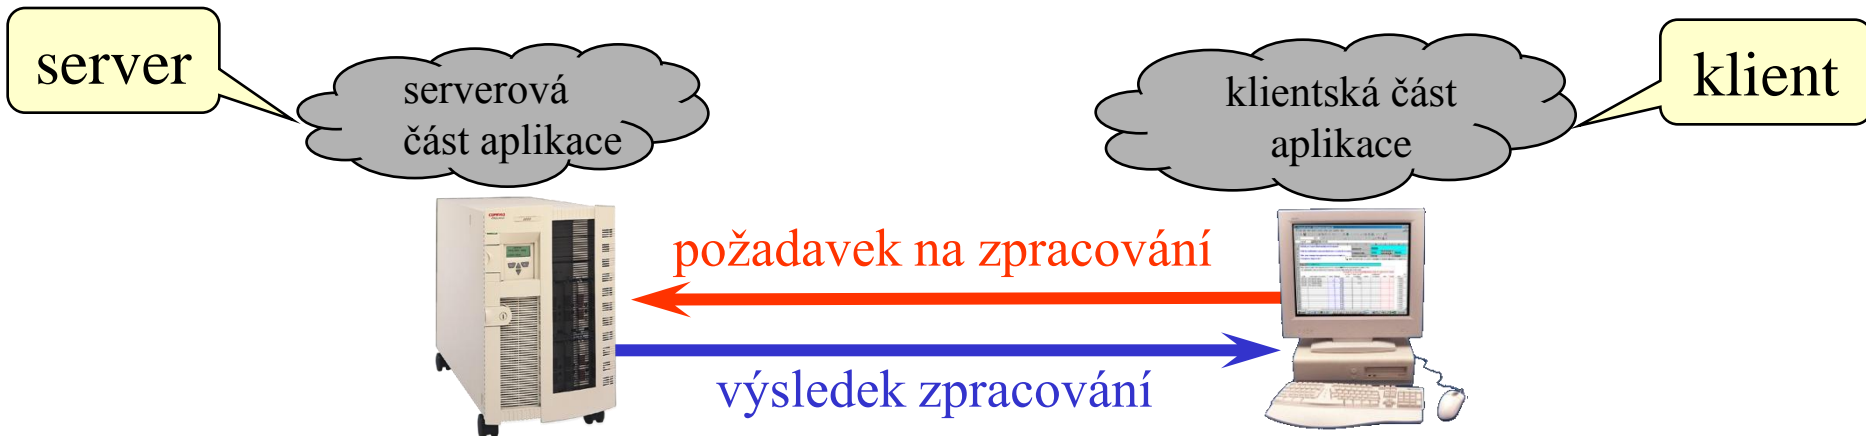 server
serverová
část aplikace
klientská část
aplikace
klient
požadavek na zpracování
výsledek zpracování